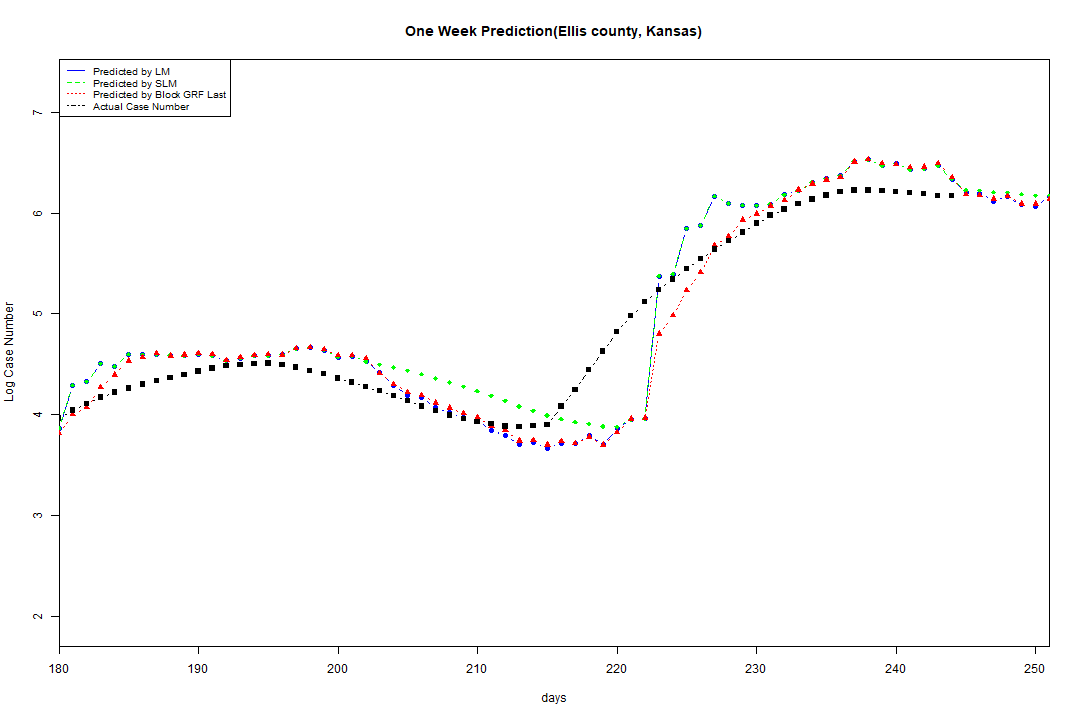 One Week Prediction(Ellis county, Kansas)
Predicted by LM
Predicted by SLM
Predicted by Block GRF Last
Actual Case Number
Log Case Number
7
6
5
4
3
2
180 190 200 210 220 230 240 250
days